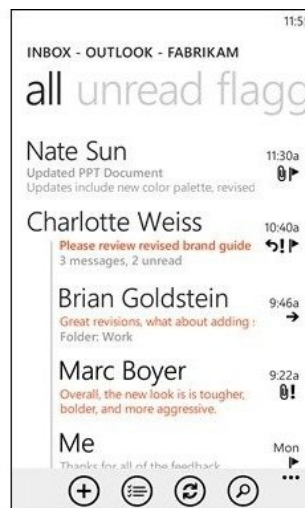 11:5
INBOX - OUTLOOK - FABRIKAM
all unread flagg
Nate Sun 11:30a
Updated PPT Document
Updates include new color palette, revised
Charlotte Weiss 10:40a
Please review revised brand guide
3 messages, 2 unread
Brian Goldstein 9:46a
Great revisions, what about adding
Folder: Work
Marc Boyer 9:22a
Overall, the new look is is tougher,
bolder, and more aggressive.
Me Mon
Thanks for all of the feedback